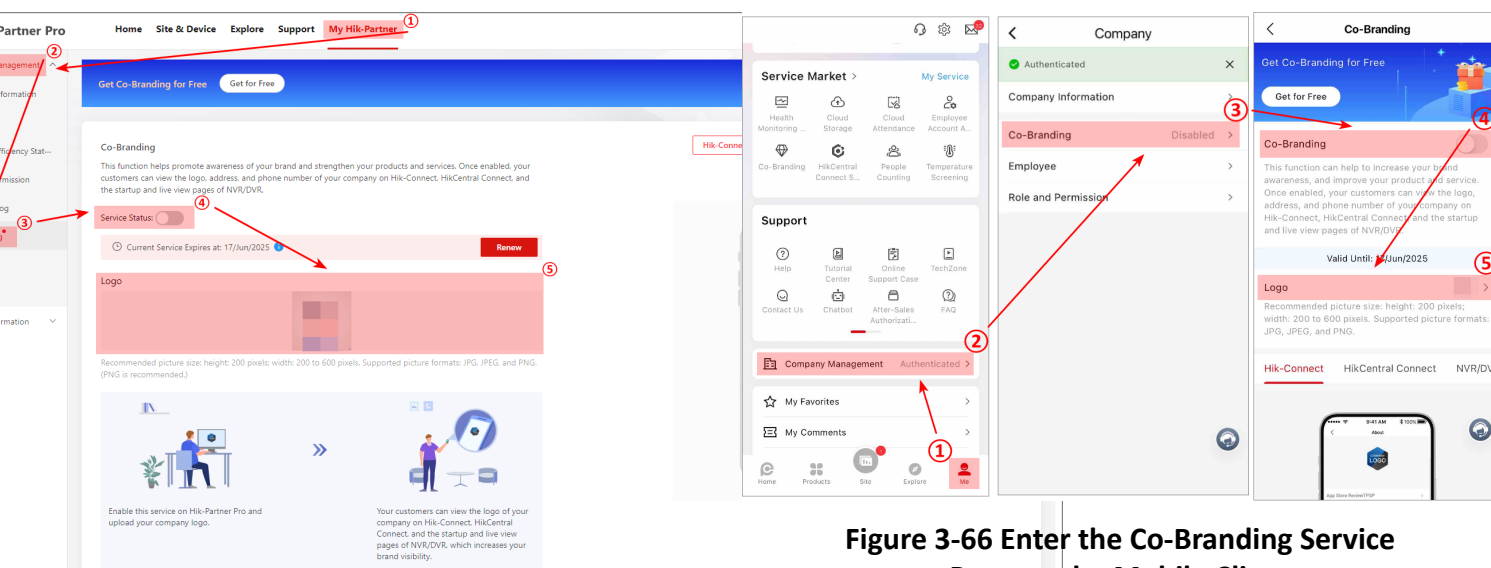 Partner Pro
Home Site & Device Explore Support My Hik-Partner ①
②
anagement
formation
fficiency Stat...
mission
og
③
rmation
Get Co-Branding for Free Get for Free
Co-Branding
Hik-Conne
This function helps promote awareness of your brand and strengthen your products and services. Once enabled, your
customers can view the logo, address, and phone number of your company on Hik-Connect, HikCentral Connect, and
the startup and live view pages of NVR/DVR.
④
Service Status:
Current Service Expires at: 17/Jun/2025 Renew
⑤
Logo
Recommended picture size: height: 200 pixels; width: 200 to 600 pixels. Supported picture formats: JPG, JPEG, and PNG.
(PNG is recommended.)
Enable this service on Hik-Partner Pro and
upload your company logo.
Your customers can view the logo of your
company on Hik-Connect, HikCentral
Connect, and the startup and live view
pages of NVR/DVR, which increases your
brand visibility.
Service Market > My Service
Health
Monitoring ...
Cloud
Storage
Cloud
Attendance
Employee
Account A...
Co-Branding
HikCentral
Connect S...
People
Counting
Temperature
Screening
Support
Help
Tutorial
Center
Online
Support Case
TechZone
Contact Us
Chatbot
After-Sales
Authorizati...
FAQ
②
Company Management Authenticated >
My Favorites >
My Comments >
①
Home Products Site Explore Me
Company
Authenticated
Company Information
③
Co-Branding Disabled >
Employee >
Role and Permission >
Co-Branding
Get Co-Branding for Free
Get for Free
④
Co-Branding
This function can help to increase your brand
awareness, and improve your product and service.
Once enabled, your customers can view the logo,
address, and phone number of your company on
Hik-Connect, HikCentral Connect, and the startup
and live view pages of NVR/DVR.
Valid Until: 17/Jun/2025
⑤
Logo >
Recommended picture size: height: 200 pixels;
width: 200 to 600 pixels. Supported picture formats:
JPG, JPEG, and PNG.
Hik-Connect HikCentral Connect NVR/DV
9:41 AM 100%
About
LOGO
App Store Review
Figure 3-66 Enter the Co-Branding Service